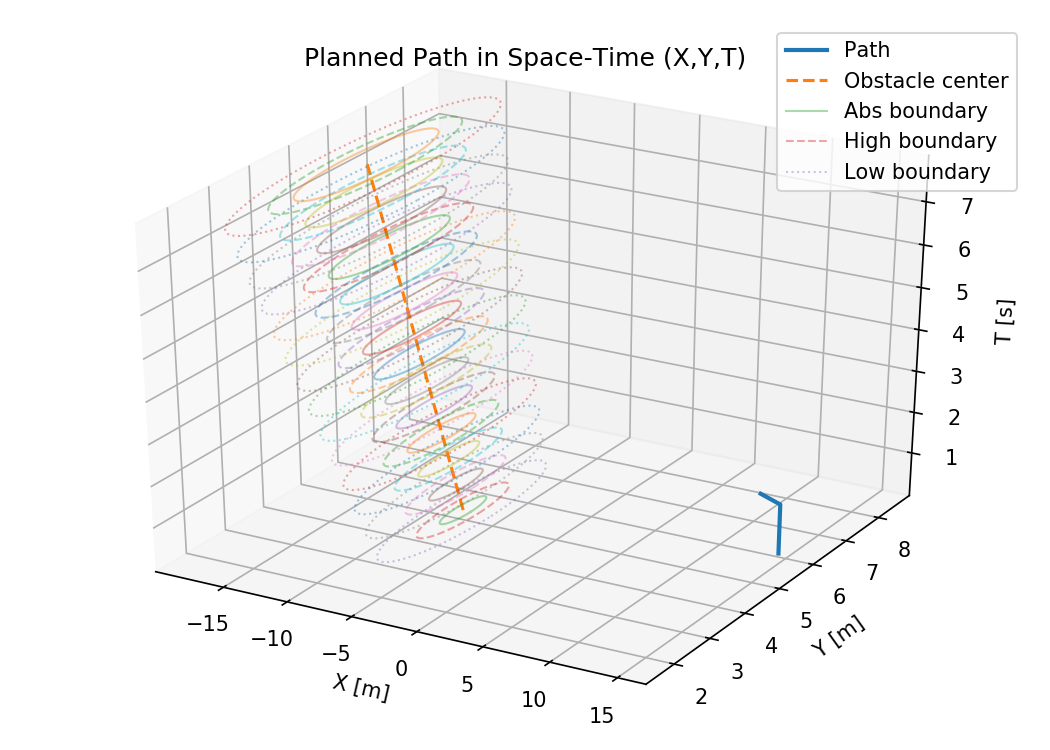 Planned Path in Space-Time (X,Y,T)
Path
Obstacle center
Abs boundary
High boundary
Low boundary
7
6
5
4
3
2
1
T [s]
8
7
6
5
4
3
2
Y [m]
−15
−10
−5
0
5
10
15
X [m]